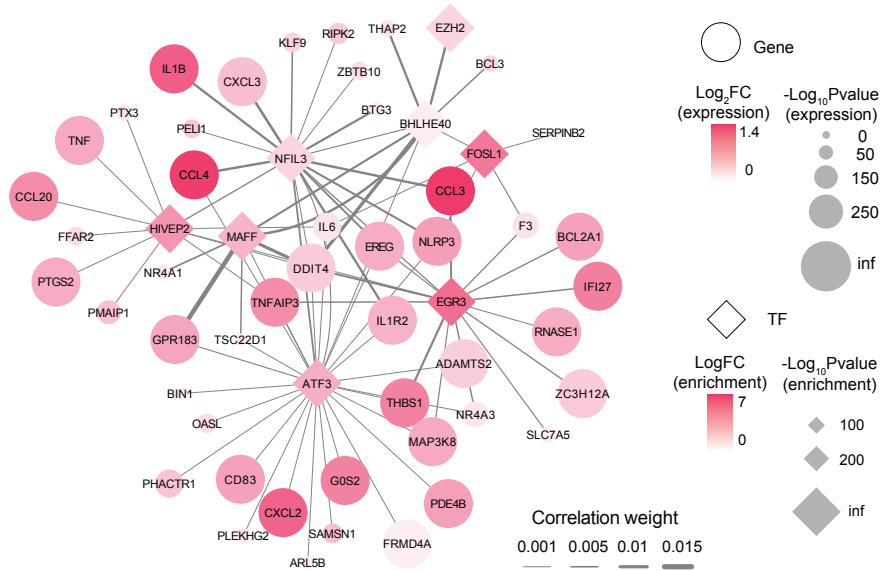 EZH2
THAP2
RIPK2
KLF9
BCL3
IL1B
CXCL3
ZBTB10
BTG3
PTX3
BHLHE40
PELI1
SERPINB2
TNF
NFIL3
FOSL1
CCL4
CCL3
CCL20
HIVEP2
MAFF
IL6
F3
FFAR2
EREG
NLRP3
BCL2A1
NR4A1
DDIT4
PTGS2
IFI27
TNFAIP3
EGR3
PMAIP1
IL1R2
RNASE1
GPR183
TSC22D1
ADAMTS2
ATF3
BIN1
ZC3H12A
THBS1
NR4A3
OASL
SLC7A5
MAP3K8
PHACTR1
CD83
G0S2
PDE4B
CXCL2
PLEKHG2
SAMSN1
FRMD4A
ARL5B
Gene
Log2FC
(expression)
1.4
0
-Log10Pvalue
(expression)
0
50
150
250
inf
TF
LogFC
(enrichment)
7
0
-Log10Pvalue
(enrichment)
100
200
inf
Correlation weight
0.001 0.005 0.01 0.015